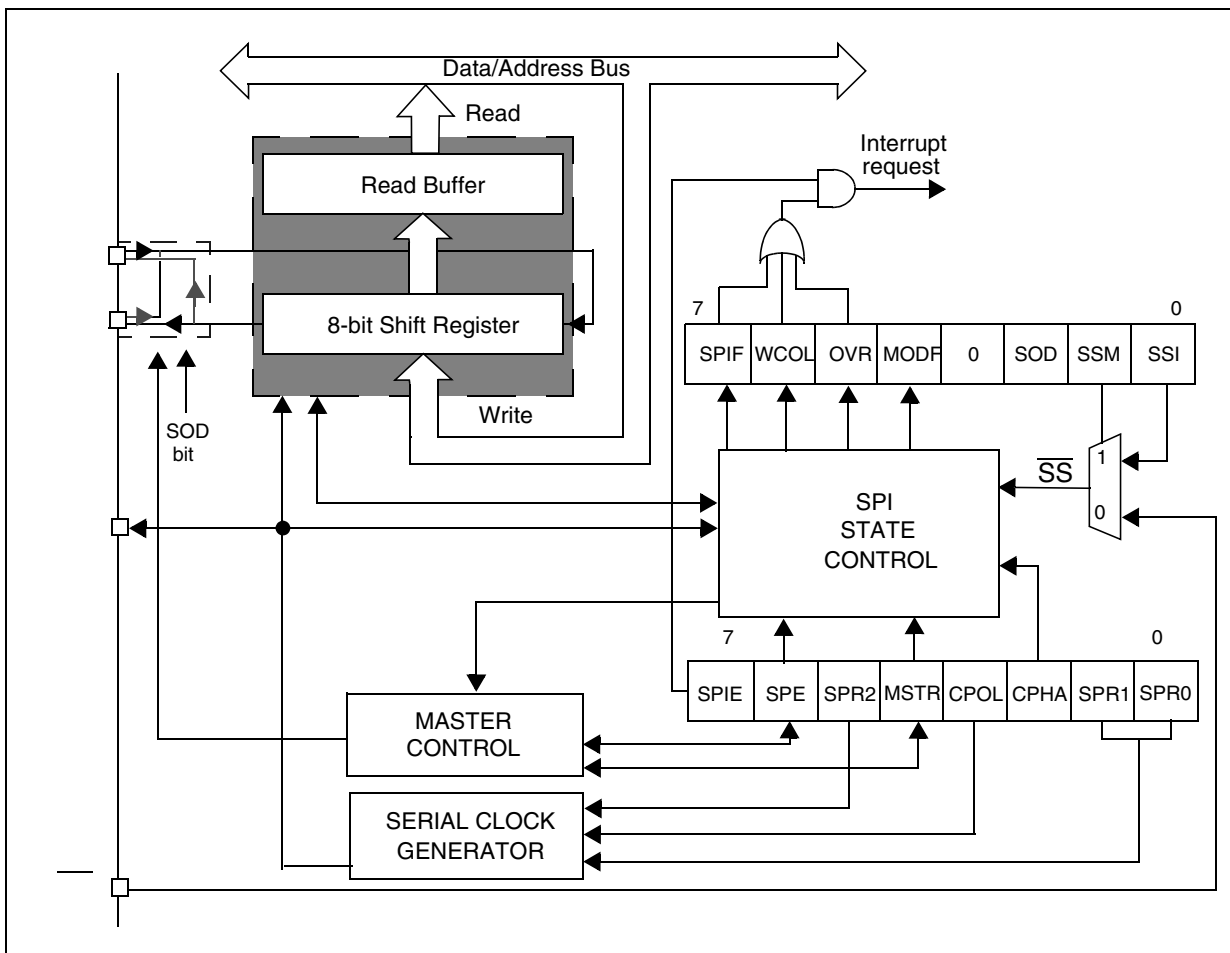 Data/Address Bus
Read
Read Buffer
8-bit Shift Register
Write
SOD
bit
Interrupt
request
7
0
SPIF WCOL OVR MODF 0 SOD SSM SSI
1
SS
0
SPI
STATE
CONTROL
7
0
SPIE SPE SPR2 MSTR CPOL CPHA SPR1 SPR0
MASTER
CONTROL
SERIAL CLOCK
GENERATOR